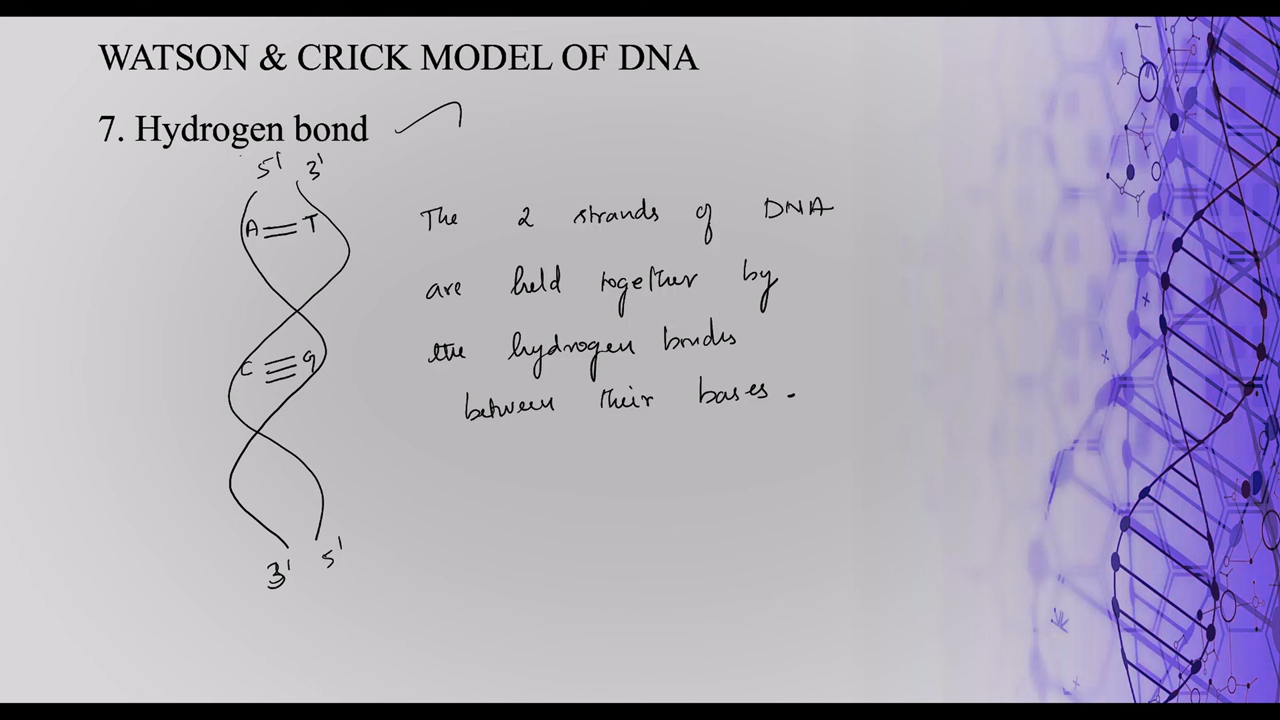 WATSON & CRICK MODEL OF DNA
7. Hydrogen bond
5' 3'
A = T
The 2 strands of DNA
are held together by
the hydrogen bonds
C ≡ G
between their bases.
3' 5'